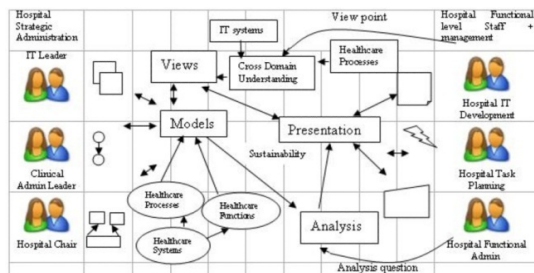 Hospital
Strategic
Administration
IT systems
View point
Hospital Functional
level Staff +
management
IT Leader
Views
Cross Domain
Understanding
Healthcare
Processes
Hospital IT
Development
Models
Presentation
Sustainability
Clinical
Admin Leader
Hospital Task
Planning
Healthcare
Processes
Healthcare
Functions
Healthcare
Systems
Analysis
Hospital Chair
Hospital Functional
Admin
Analysis question